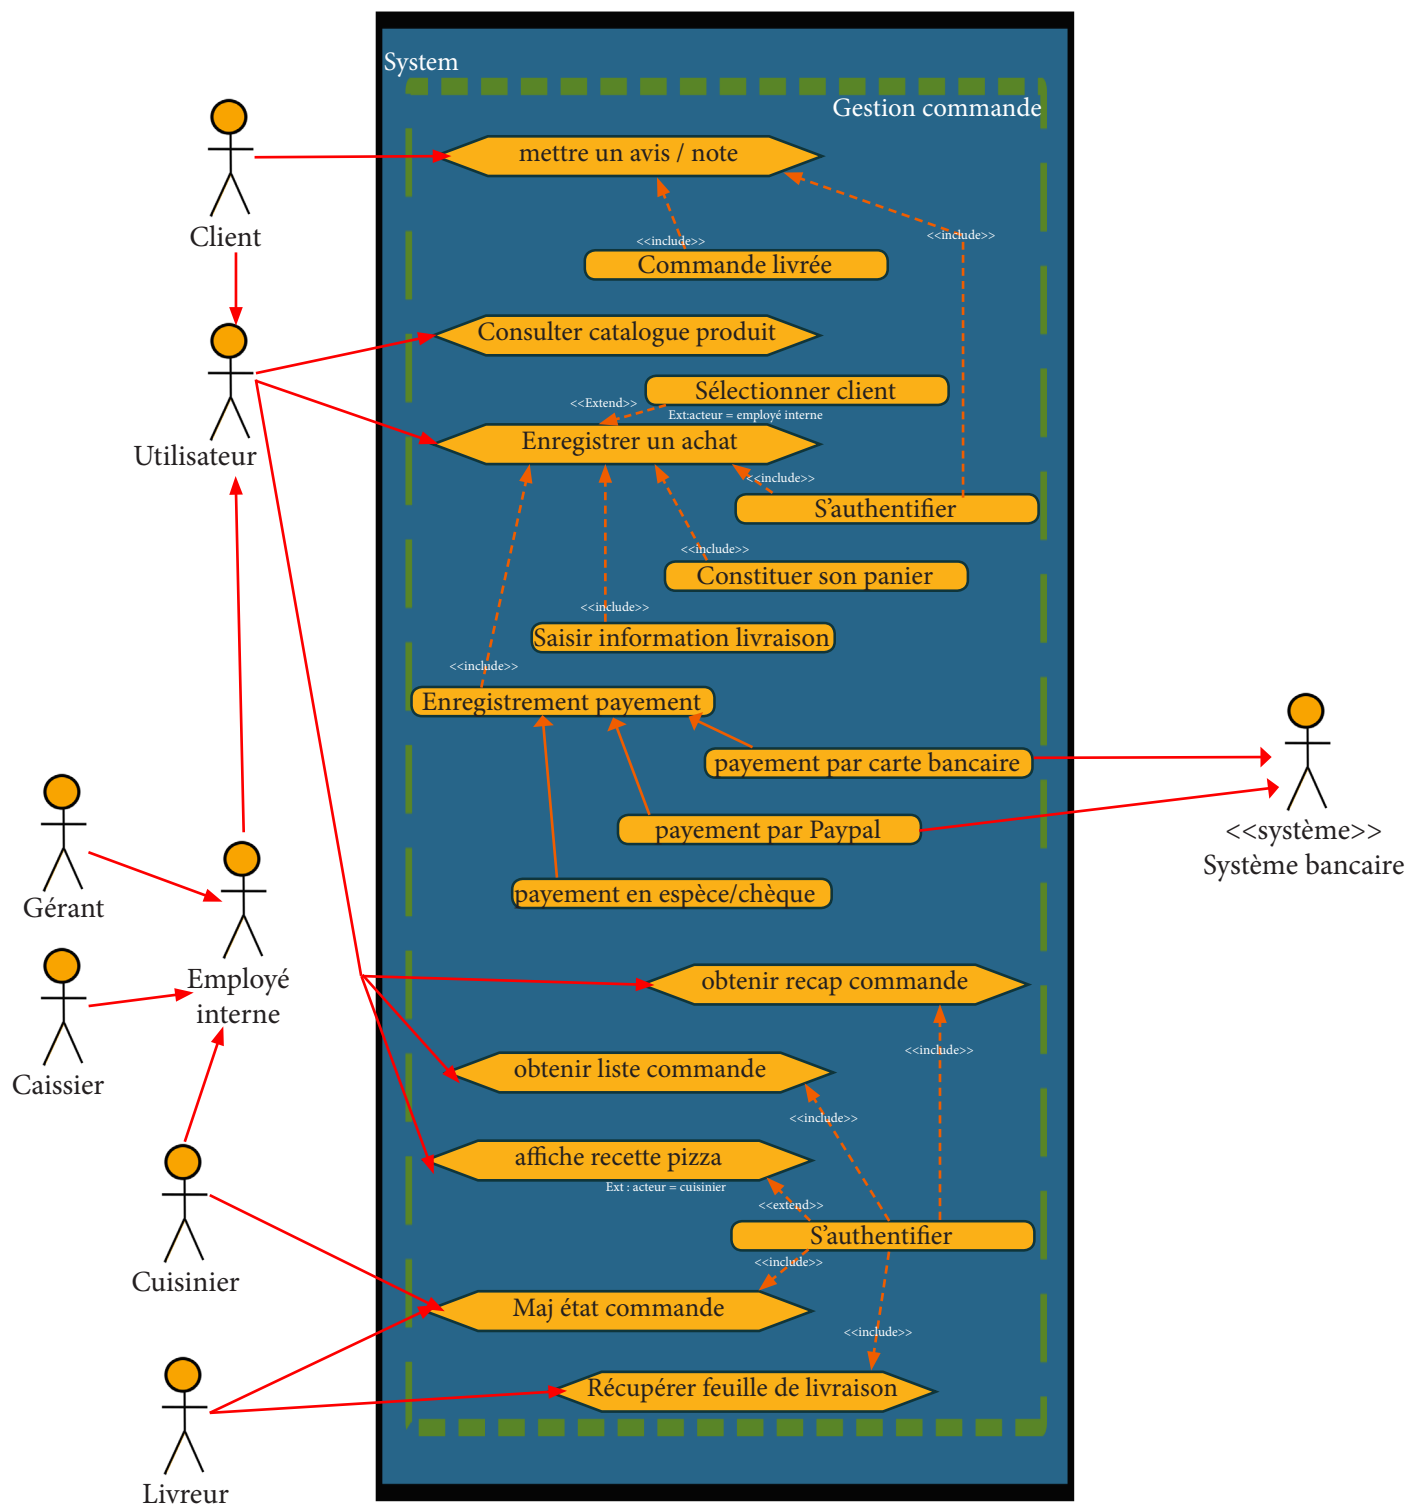 System
Gestion commande
mettre un avis / note
Client
<<include>>
<<include>>
Commande livrée
Consulter catalogue produit
Sélectionner client
<<Extend>>
Ext:acteur = employé interne
Enregistrer un achat
Utilisateur
<<include>>
S'authentifier
<<include>>
Constituer son panier
<<include>>
Saisir information livraison
<<include>>
Enregistrement payement
payement par carte bancaire
payement par Paypal
<<système>>
Système bancaire
payement en espèce/chèque
Gérant
Employé
interne
obtenir recap commande
<<include>>
obtenir liste commande
Caissier
<<include>>
affiche recette pizza
Ext : acteur = cuisinier
<<extend>>
S'authentifier
<<include>>
Cuisinier
Maj état commande
<<include>>
Récupérer feuille de livraison
Livreur